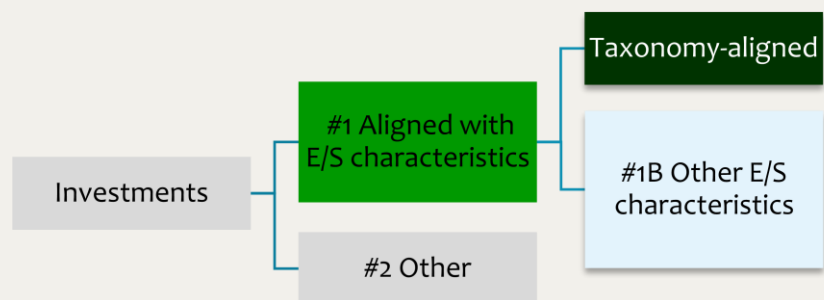 Taxonomy-aligned
#1 Aligned with
E/S characteristics
#1B Other E/S
characteristics
Investments
#2 Other